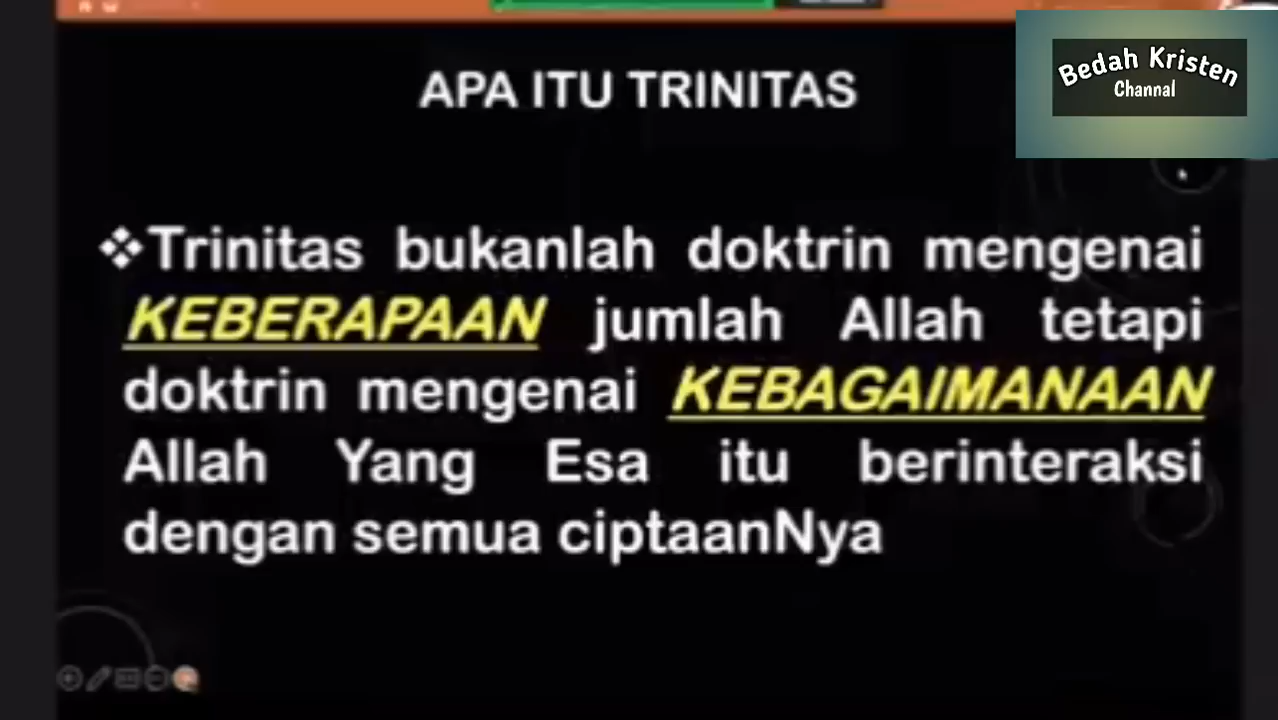 APA ITU TRINITAS
Bedah Kristen
Channal
❖Trinitas bukanlah doktrin mengenai
KEBERAPAAN jumlah Allah tetapi
doktrin mengenai KEBAGAIMANAAN
Allah Yang Esa itu berinteraksi
dengan semua ciptaanNya